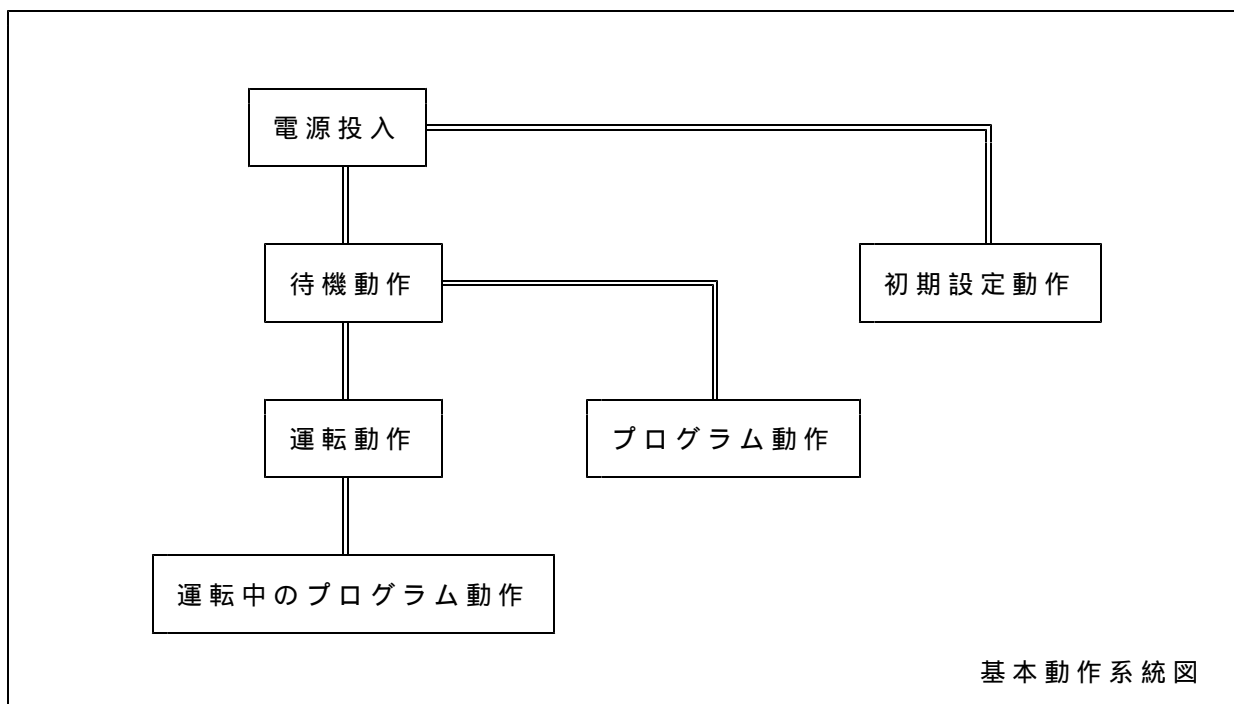 電源投入
待機動作
初期設定動作
運転動作
プログラム動作
運転中のプログラム動作
基本動作系統図